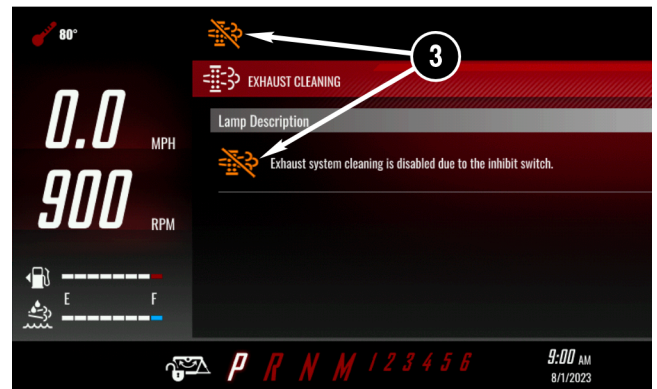 80°
3
EXHAUST CLEANING
Lamp Description
0.0 MPH
Exhaust system cleaning is disabled due to the inhibit switch.
900 RPM
E F
P R N M 1 2 3 4 5 6
9:00 AM
8/1/2023